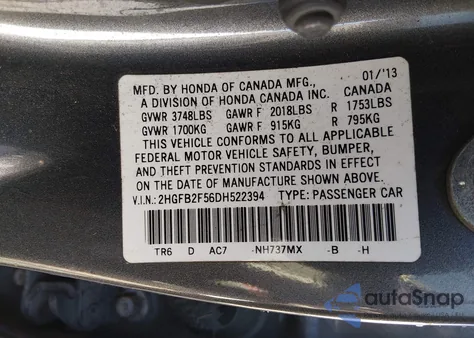 MFD. BY HONDA OF CANADA MFG., 01/'13
A DIVISION OF HONDA CANADA INC. CANADA
GVWR 3748LBS GAWR F 2018LBS R 1753LBS
GVWR 1700KG GAWR F 915KG R 795KG
THIS VEHICLE CONFORMS TO ALL APPLICABLE
FEDERAL MOTOR VEHICLE SAFETY, BUMPER,
AND THEFT PREVENTION STANDARDS IN EFFECT
ON THE DATE OF MANUFACTURE SHOWN ABOVE.
V.I.N.: 2HGFB2F56DH522394 TYPE: PASSENGER CAR
TR6 D AC7 -NH737MX -B -H
autoSnap